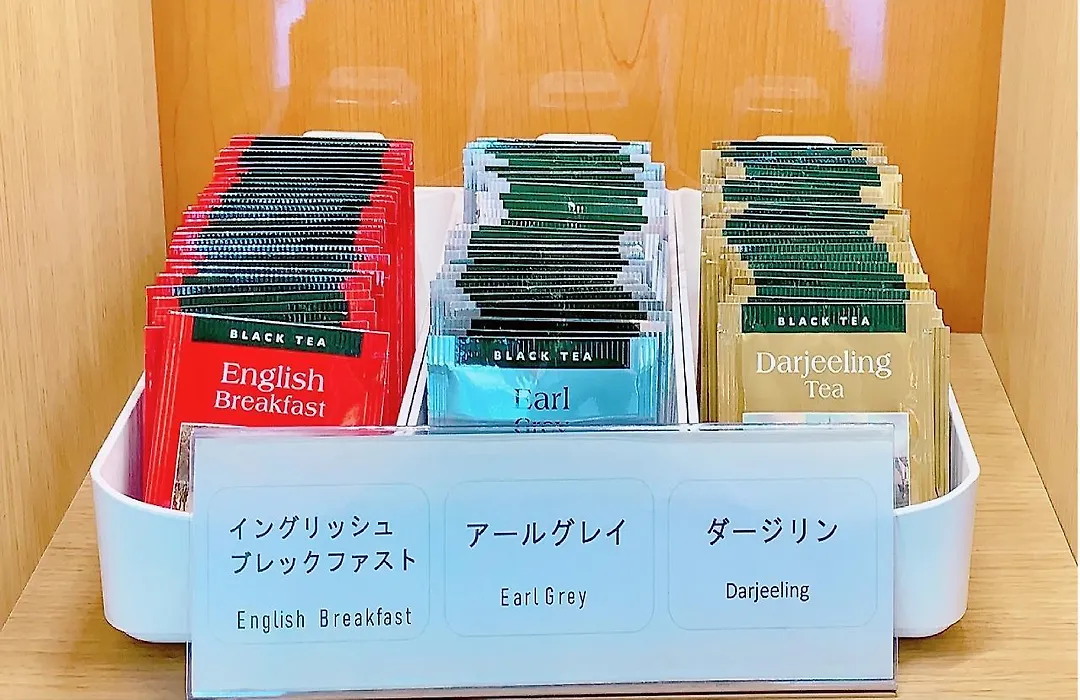 BLACK TEA
English
Breakfast
BLACK TEA
Earl
Grey
BLACK TEA
Darjeeling
Tea
イングリッシュ
ブレックファスト
English Breakfast
アールグレイ
Earl Grey
ダージリン
Darjeeling